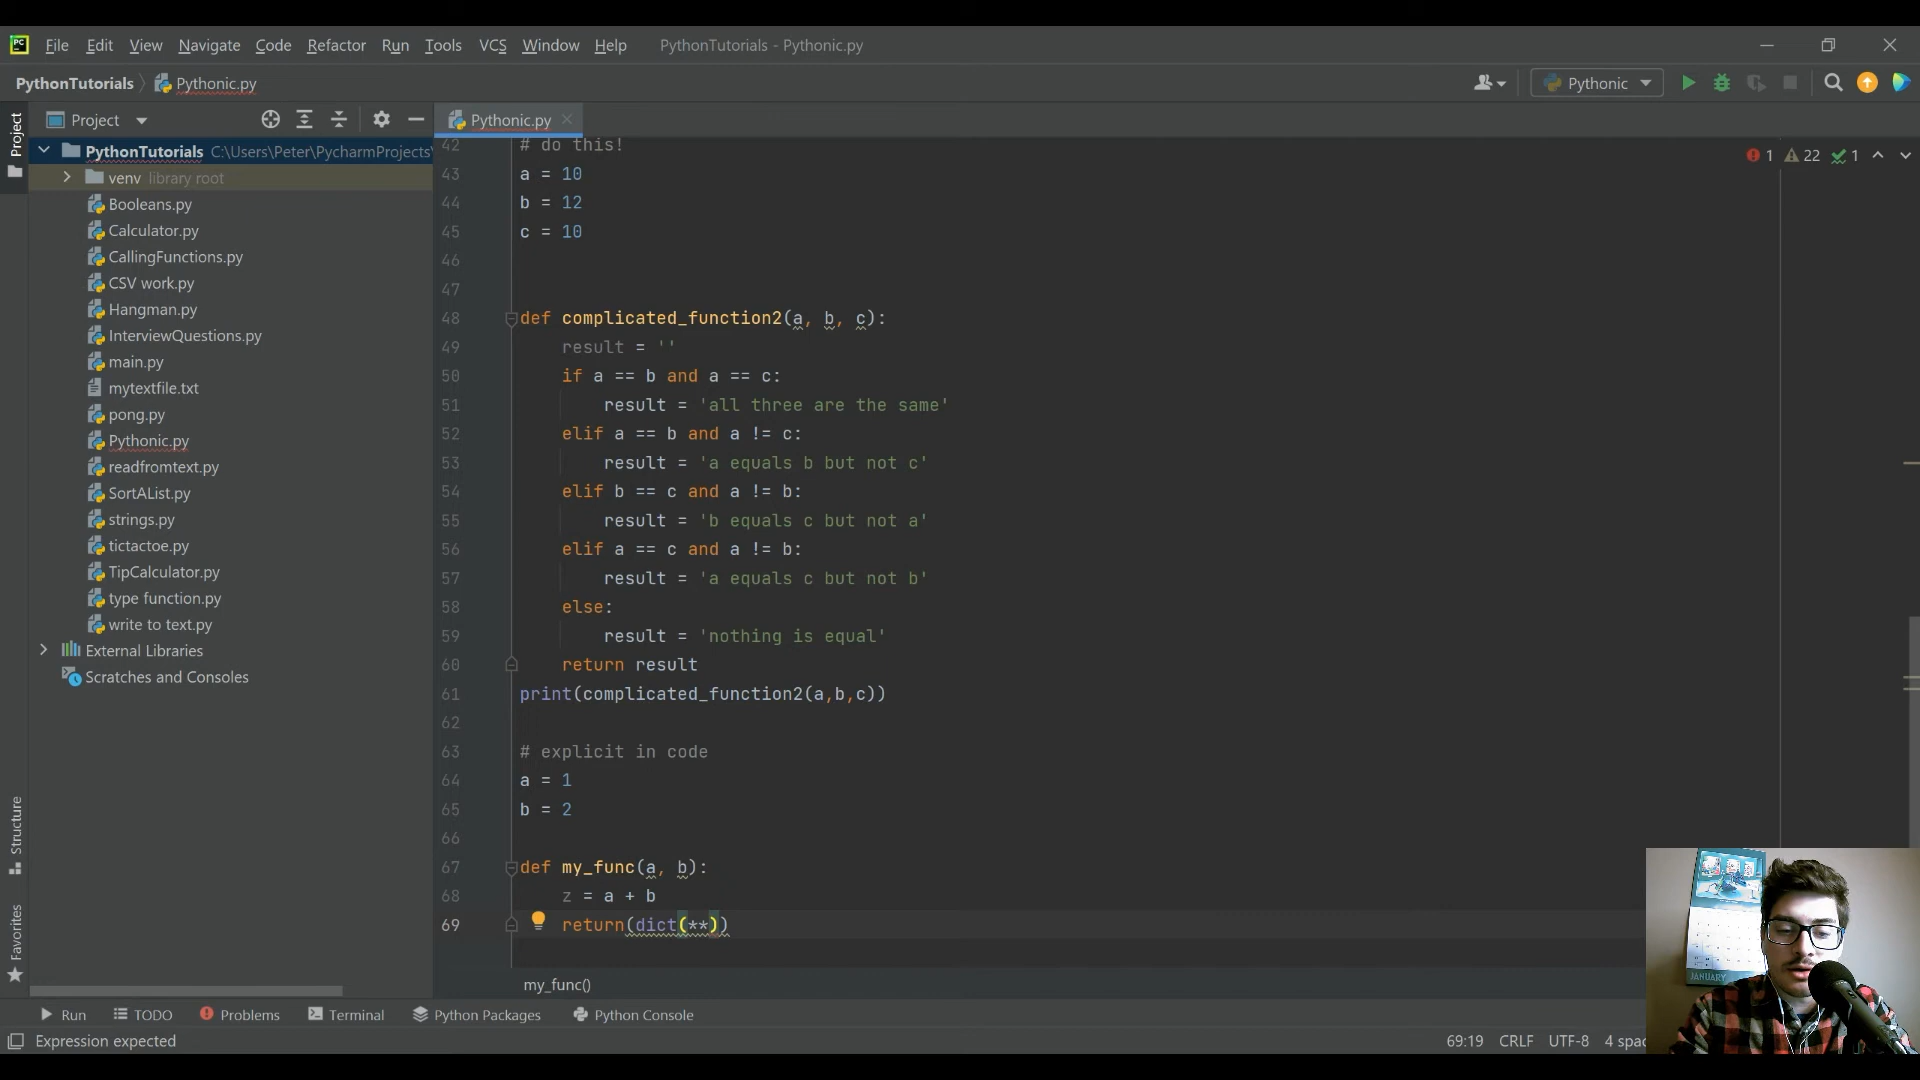 PC File Edit View Navigate Code Refactor Run Tools VCS Window Help PythonTutorials - Pythonic.py
PythonTutorials Pythonic.py Pythonic
Project
Project
Pythonic.py
PythonTutorials C:\Users\Peter\PycharmProjects\
venv library root
Booleans.py
Calculator.py
CallingFunctions.py
CSV work.py
Hangman.py
InterviewQuestions.py
main.py
mytextfile.txt
pong.py
Pythonic.py
readfromtext.py
SortAList.py
strings.py
tictactoe.py
TipCalculator.py
type function.py
write to text.py
External Libraries
Scratches and Consoles
Structure
Favorites
1 22 1
42 # do this!
43 a = 10
44 b = 12
45 c = 10
46
47
48 def complicated_function2(a, b, c):
49 result = ''
50 if a == b and a == c:
51 result = 'all three are the same'
52 elif a == b and a != c:
53 result = 'a equals b but not c'
54 elif b == c and a != b:
55 result = 'b equals c but not a'
56 elif a == c and a != b:
57 result = 'a equals c but not b'
58 else:
59 result = 'nothing is equal'
60 return result
61 print(complicated_function2(a,b,c))
62
63 # explicit in code
64 a = 1
65 b = 2
66
67 def my_func(a, b):
68 z = a + b
69 return(dict(**))
my_func()
JANUARY
Run TODO Problems Terminal Python Packages Python Console
Expression expected 69:19 CRLF UTF-8 4 spac